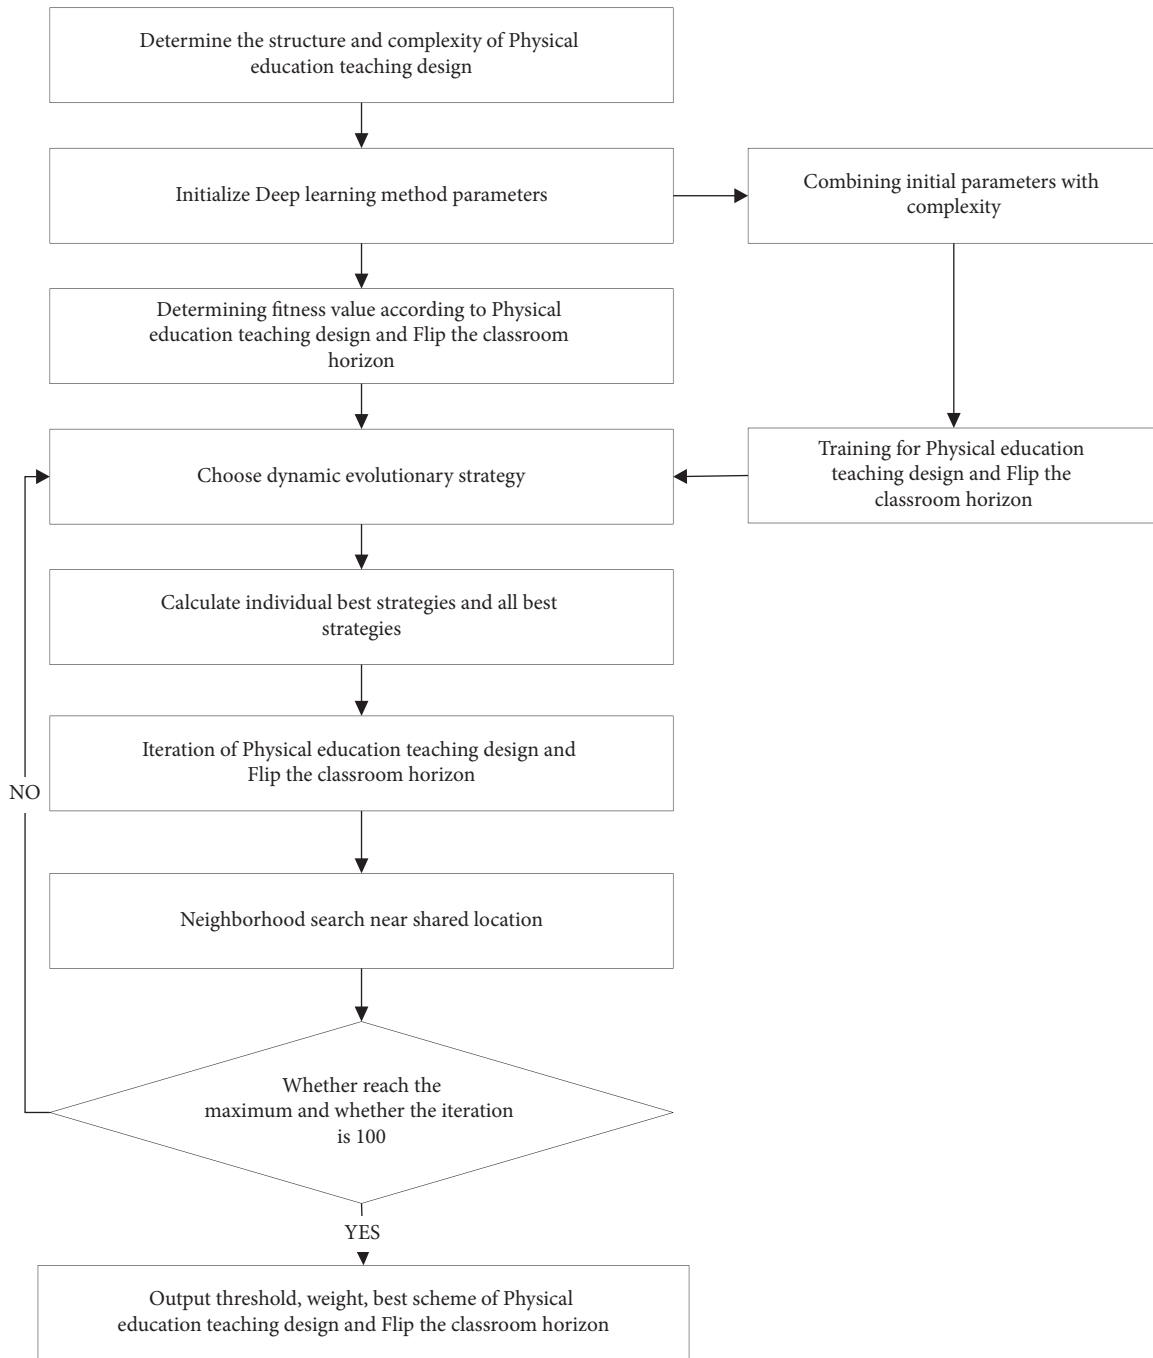 Determine the structure and complexity of Physical
education teaching design
Initialize Deep learning method parameters
Combining initial parameters with
complexity
Determining fitness value according to Physical
education teaching design and Flip the classroom
horizon
Choose dynamic evolutionary strategy
Training for Physical education
teaching design and Flip the
classroom horizon
Calculate individual best strategies and all best
strategies
Iteration of Physical education teaching design and
Flip the classroom horizon
NO
Neighborhood search near shared location
Whether reach the
maximum and whether the iteration
is 100
YES
Output threshold, weight, best scheme of Physical
education teaching design and Flip the classroom horizon